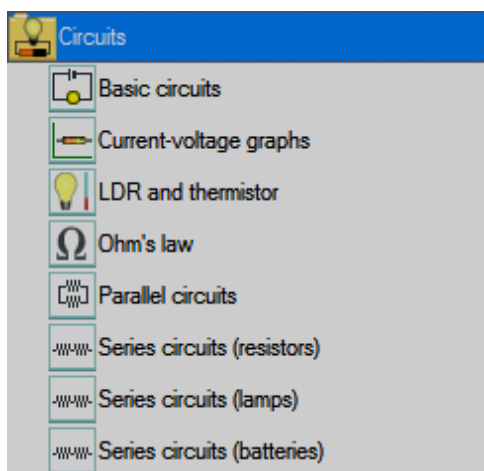 Circuits
Basic circuits
Current-voltage graphs
LDR and thermistor
Ω Ohm's law
Parallel circuits
Series circuits (resistors)
Series circuits (lamps)
Series circuits (batteries)